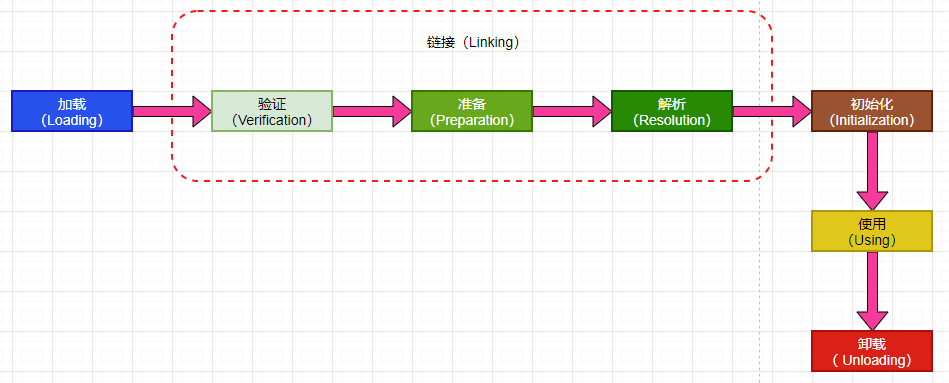 链接（Linking）
加载
（Loading）
验证
（Verification）
准备
（Preparation）
解析
（Resolution）
初始化
（Initialization）
使用
（Using）
卸载
（ Unloading）